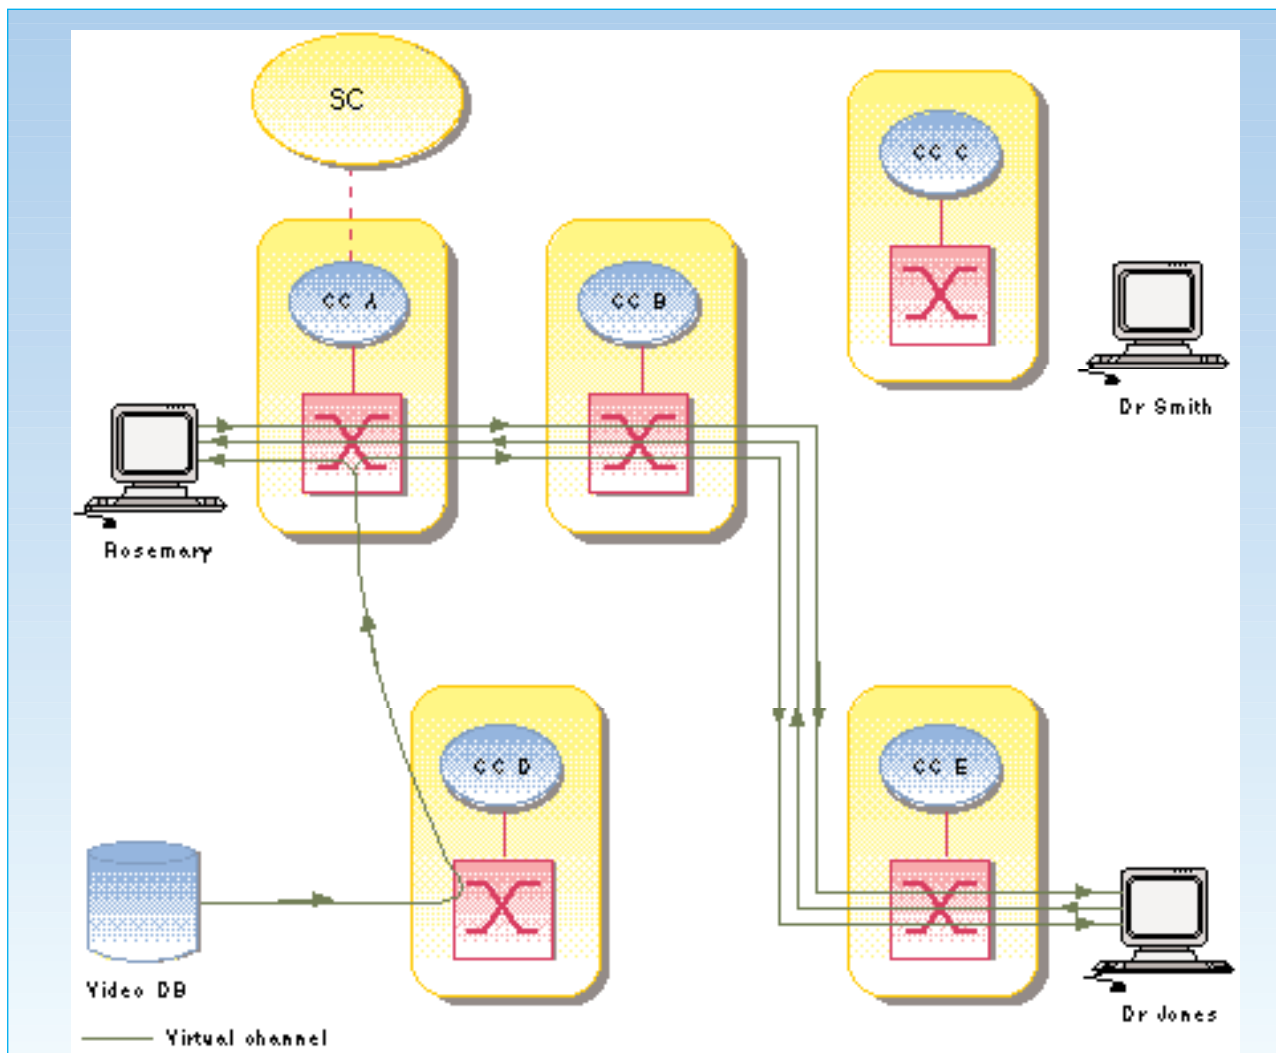 SC
CC C
CC A
CC B
Dr Smith
Rosemary
CC D
CC E
Video DB
Dr Jones
Virtual channel